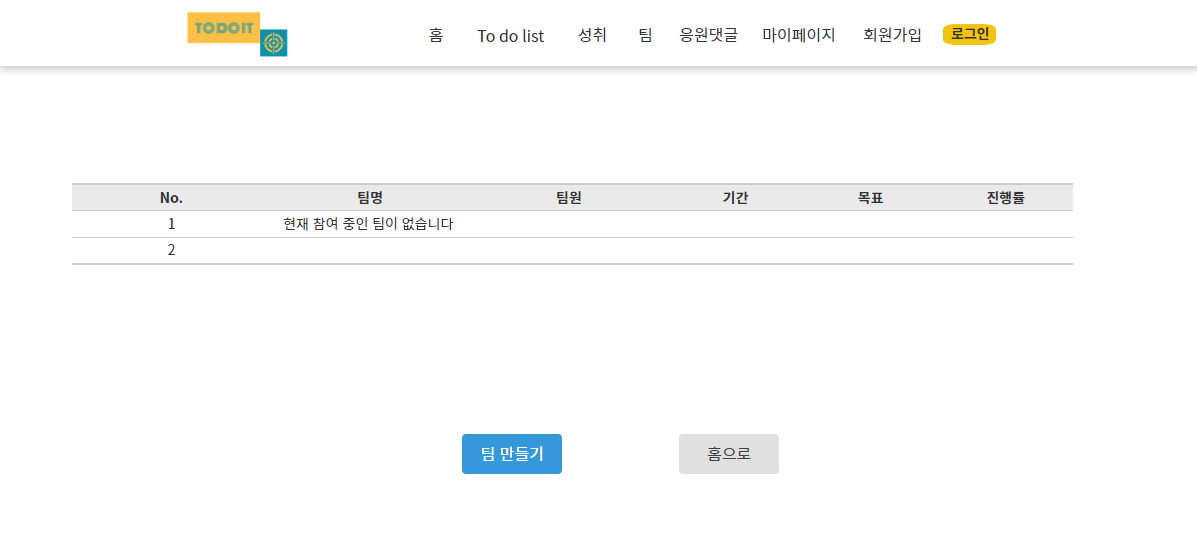 TODOIT 홈 To do list 성취 팀 응원댓글 마이페이지 회원가입 로그인
No. 팀명 팀원 기간 목표 진행률
1 현재 참여 중인 팀이 없습니다
2
팀 만들기 홈으로